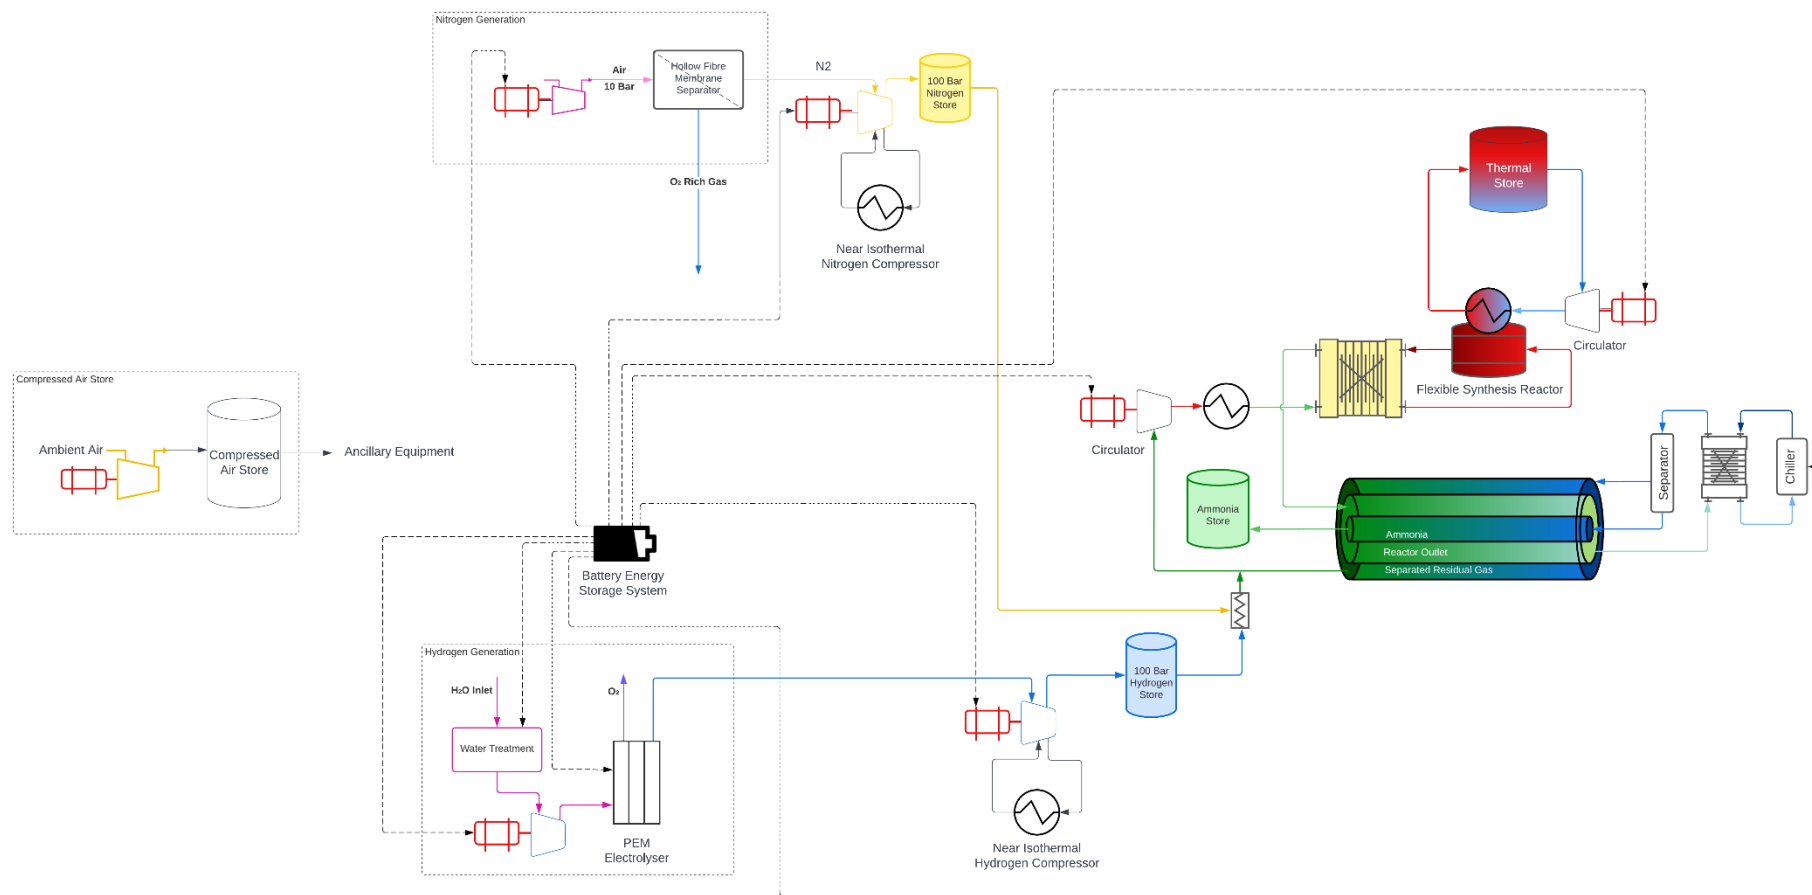 Nitrogen Generation
Air
10 Bar
Hollow Fibre
Membrane
Separator
N2
100 Bar
Nitrogen
Store
O₂ Rich Gas
Near Isothermal
Nitrogen Compressor
Thermal
Store
Circulator
Flexible Synthesis Reactor
Compressed Air Store
Ambient Air
Compressed
Air Store
Ancillary Equipment
Circulator
Separator
Chiller
Ammonia
Store
Ammonia
Reactor Outlet
Separated Residual Gas
Battery Energy
Storage System
Hydrogen Generation
H₂O Inlet
O₂
Water Treatment
PEM
Electrolyser
100 Bar
Hydrogen
Store
Near Isothermal
Hydrogen Compressor